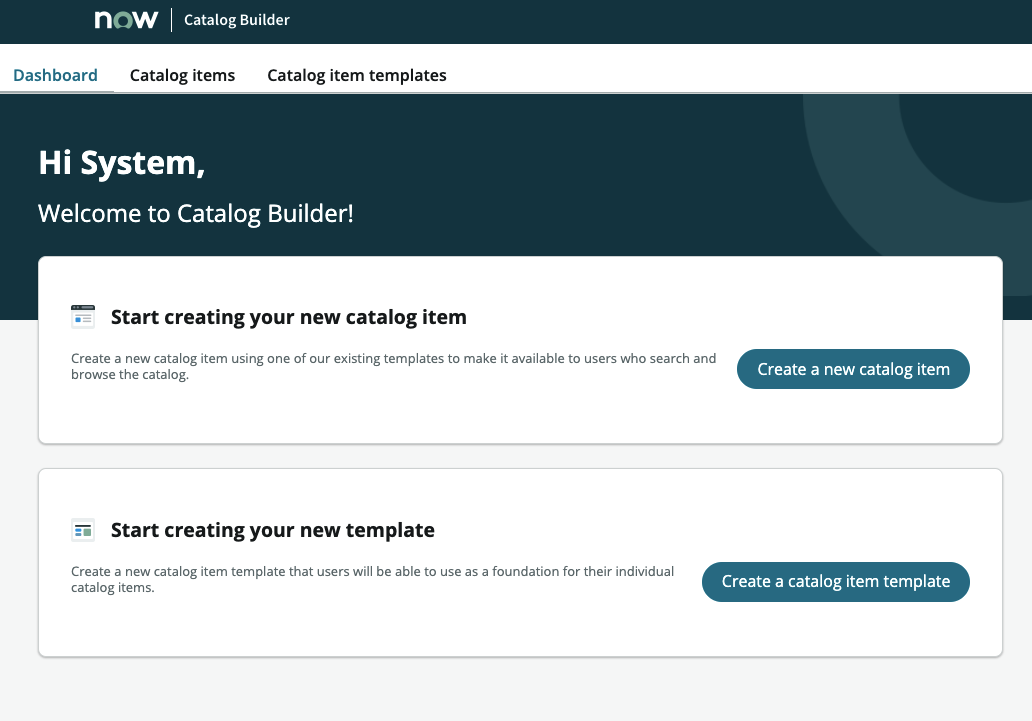 now
Catalog Builder
Dashboard
Catalog items
Catalog item templates
Hi System,
Welcome to Catalog Builder!
Start creating your new catalog item
Create a new catalog item using one of our existing templates to make it available to users who search and
browse the catalog.
Create a new catalog item
Start creating your new template
Create a new catalog item template that users will be able to use as a foundation for their individual
catalog items.
Create a catalog item template